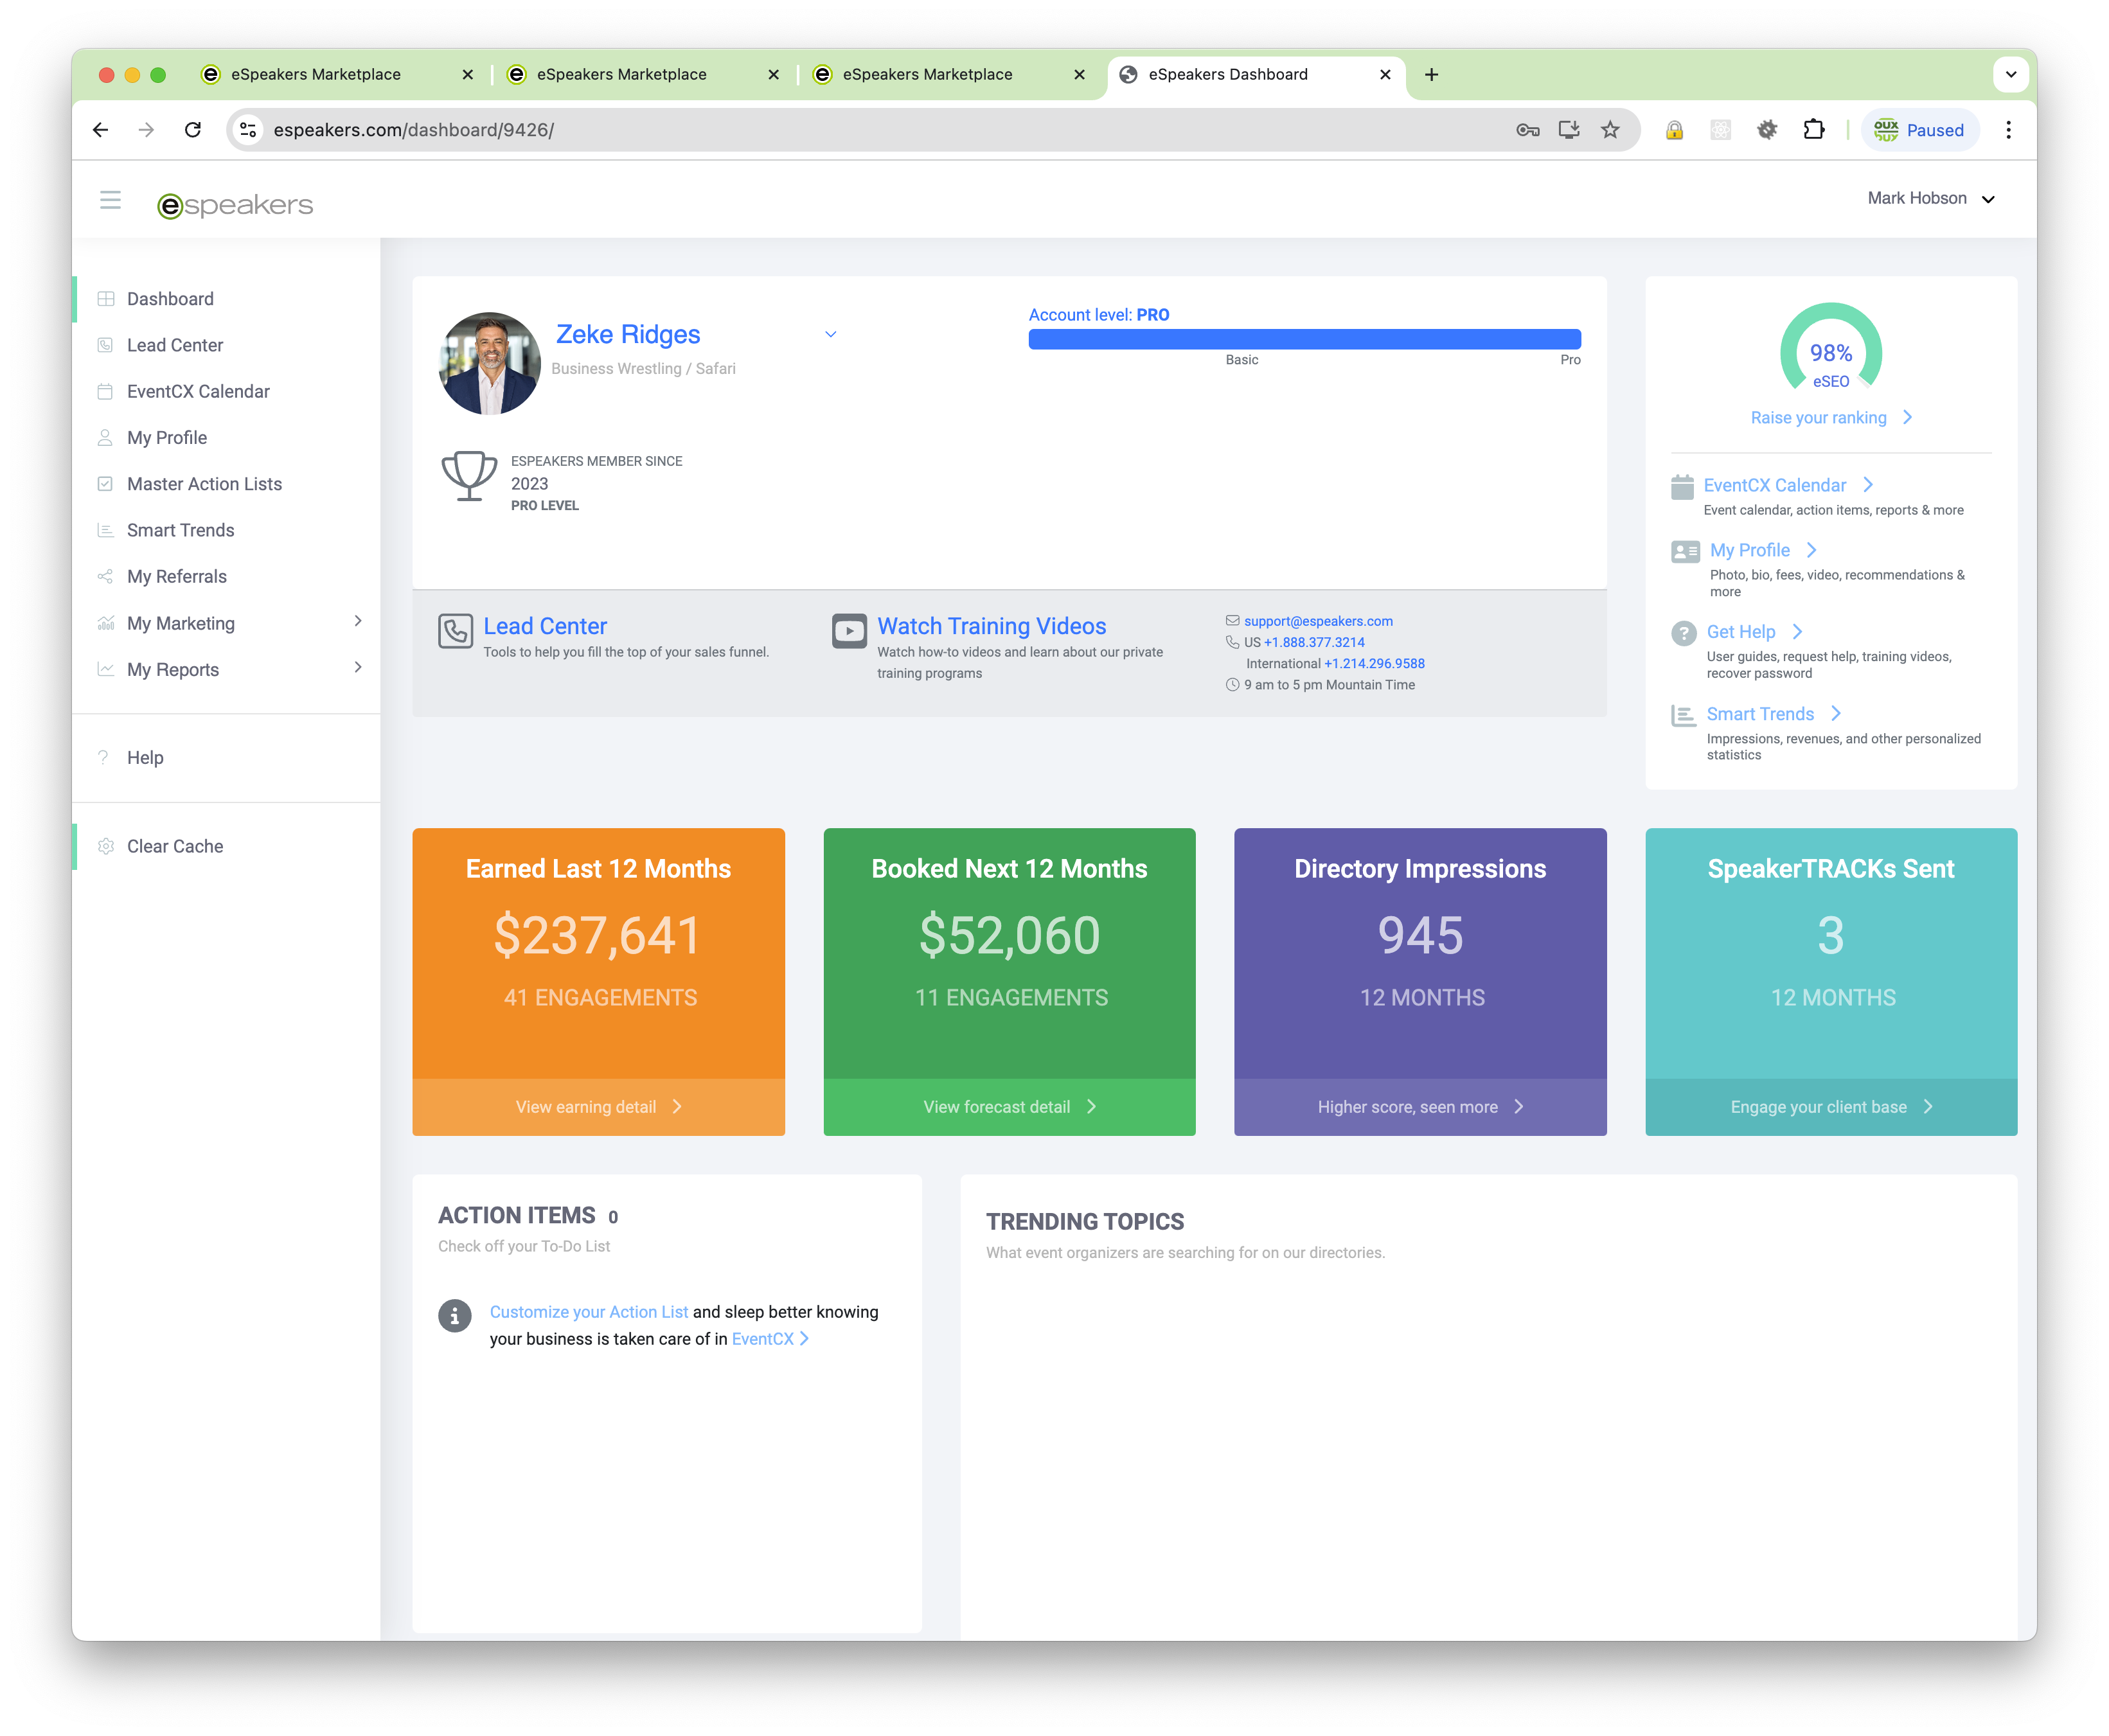 eSpeakers Marketplace
eSpeakers Marketplace
eSpeakers Marketplace
eSpeakers Dashboard
espeakers.com/dashboard/9426/
Paused
espeakers
Mark Hobson
Dashboard
Lead Center
EventCX Calendar
My Profile
Master Action Lists
Smart Trends
My Referrals
My Marketing
My Reports
Help
Clear Cache
Zeke Ridges
Business Wrestling / Safari
Account level: PRO
Basic
Pro
ESPEAKERS MEMBER SINCE
2023
PRO LEVEL
Lead Center
Tools to help you fill the top of your sales funnel.
Watch Training Videos
Watch how-to videos and learn about our private
training programs
support@espeakers.com
US +1.888.377.3214
International +1.214.296.9588
9 am to 5 pm Mountain Time
98%
eSEO
Raise your ranking
EventCX Calendar
Event calendar, action items, reports & more
My Profile
Photo, bio, fees, video, recommendations &
more
Get Help
User guides, request help, training videos,
recover password
Smart Trends
Impressions, revenues, and other personalized
statistics
Earned Last 12 Months
$237,641
41 ENGAGEMENTS
View earning detail
Booked Next 12 Months
$52,060
11 ENGAGEMENTS
View forecast detail
Directory Impressions
945
12 MONTHS
Higher score, seen more
SpeakerTRACKs Sent
3
12 MONTHS
Engage your client base
ACTION ITEMS 0
Check off your To-Do List
Customize your Action List and sleep better knowing
your business is taken care of in EventCX
TRENDING TOPICS
What event organizers are searching for on our directories.